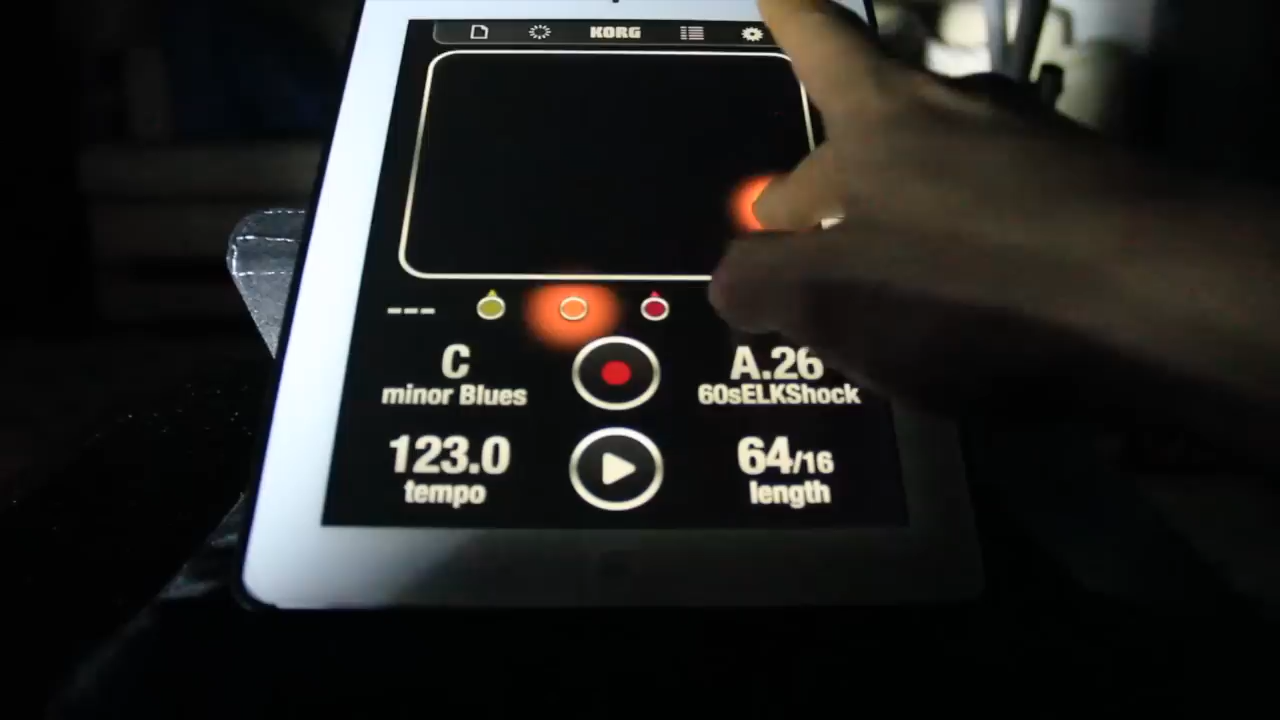 KORG
---
C
minor Blues
A.26
60sELKShock
123.0
tempo
64/16
length